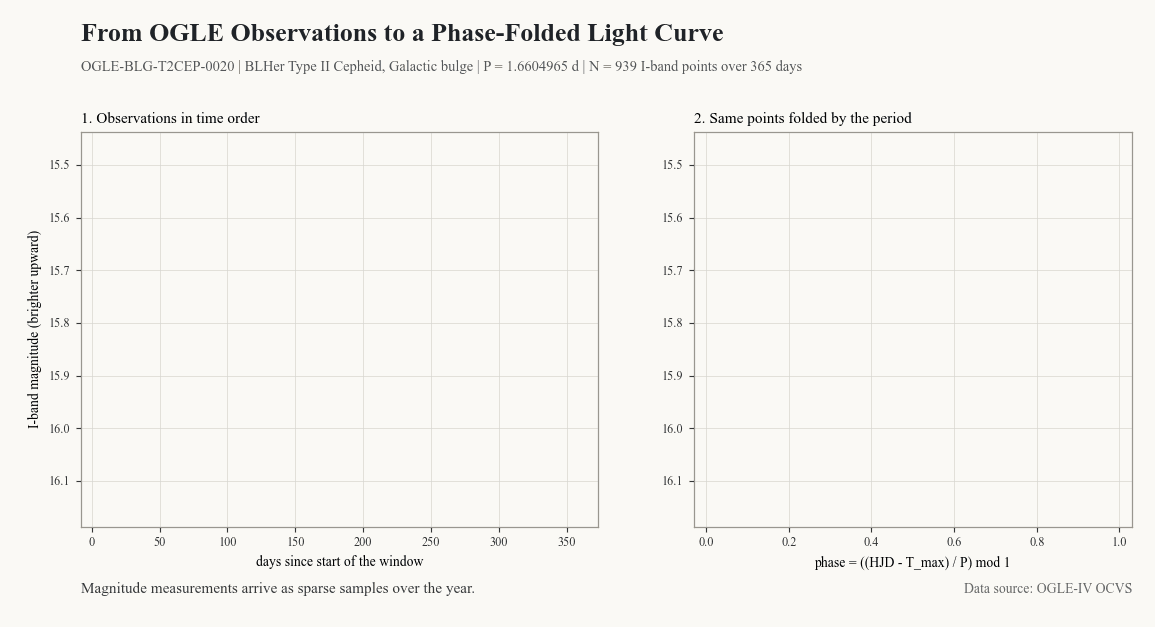 From OGLE Observations to a Phase-Folded Light Curve
OGLE-BLG-T2CEP-0020 | BLHer Type II Cepheid, Galactic bulge | P = 1.6604965 d | N = 939 I-band points over 365 days
1. Observations in time order
I-band magnitude (brighter upward)
15.5
15.6
15.7
15.8
15.9
16.0
16.1
0 50 100 150 200 250 300 350
days since start of the window
2. Same points folded by the period
15.5
15.6
15.7
15.8
15.9
16.0
16.1
0.0 0.2 0.4 0.6 0.8 1.0
phase = ((HJD - T_max) / P) mod 1
Magnitude measurements arrive as sparse samples over the year.
Data source: OGLE-IV OCVS